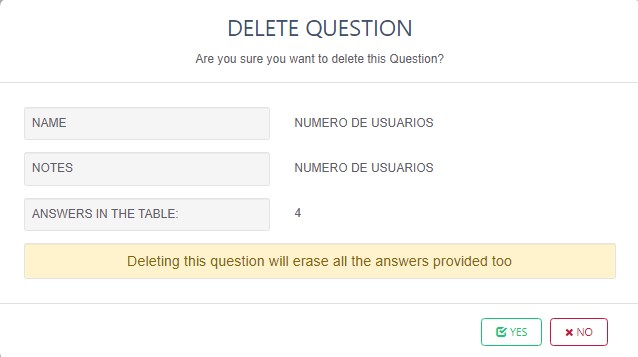 DELETE QUESTION
Are you sure you want to delete this Question?
NAME NUMERO DE USUARIOS
NOTES NUMERO DE USUARIOS
ANSWERS IN THE TABLE: 4
Deleting this question will erase all the answers provided too
YES NO